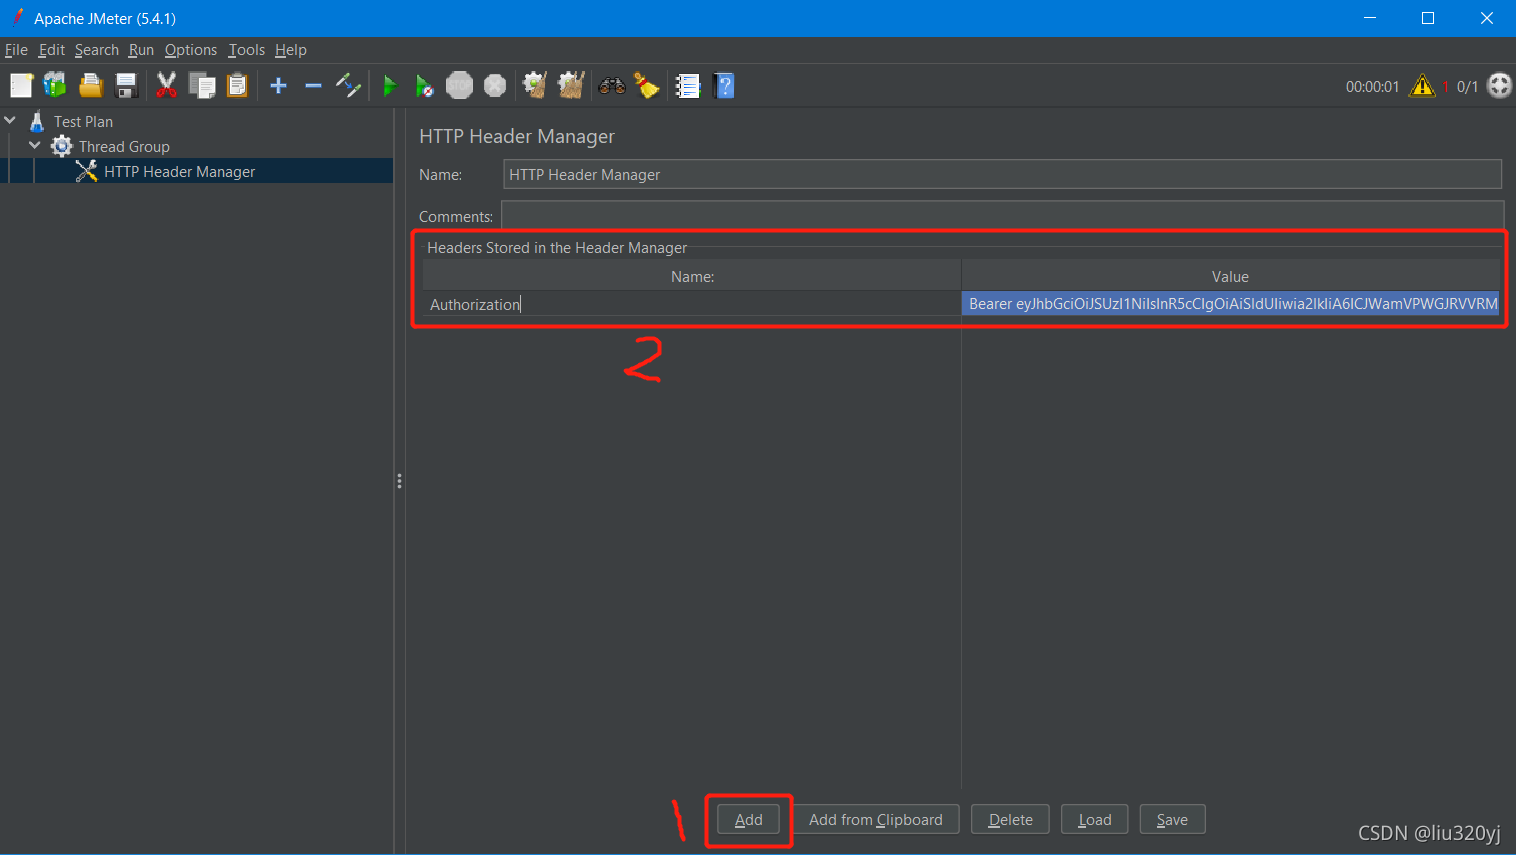 Apache JMeter (5.4.1)
File Edit Search Run Options Tools Help
STOP
?
00:00:01 1 0/1
Test Plan
Thread Group
HTTP Header Manager
HTTP Header Manager
Name: HTTP Header Manager
Comments:
Headers Stored in the Header Manager
Name: Value
Authorization Bearer eyJhbGciOiJSUzI1NiIsInR5cCIgOiAiSldUIiwia2lkIiA6ICJWamVPWGJRVVRM
2
1
Add Add from Clipboard Delete Load Save
CSDN @liu320yj